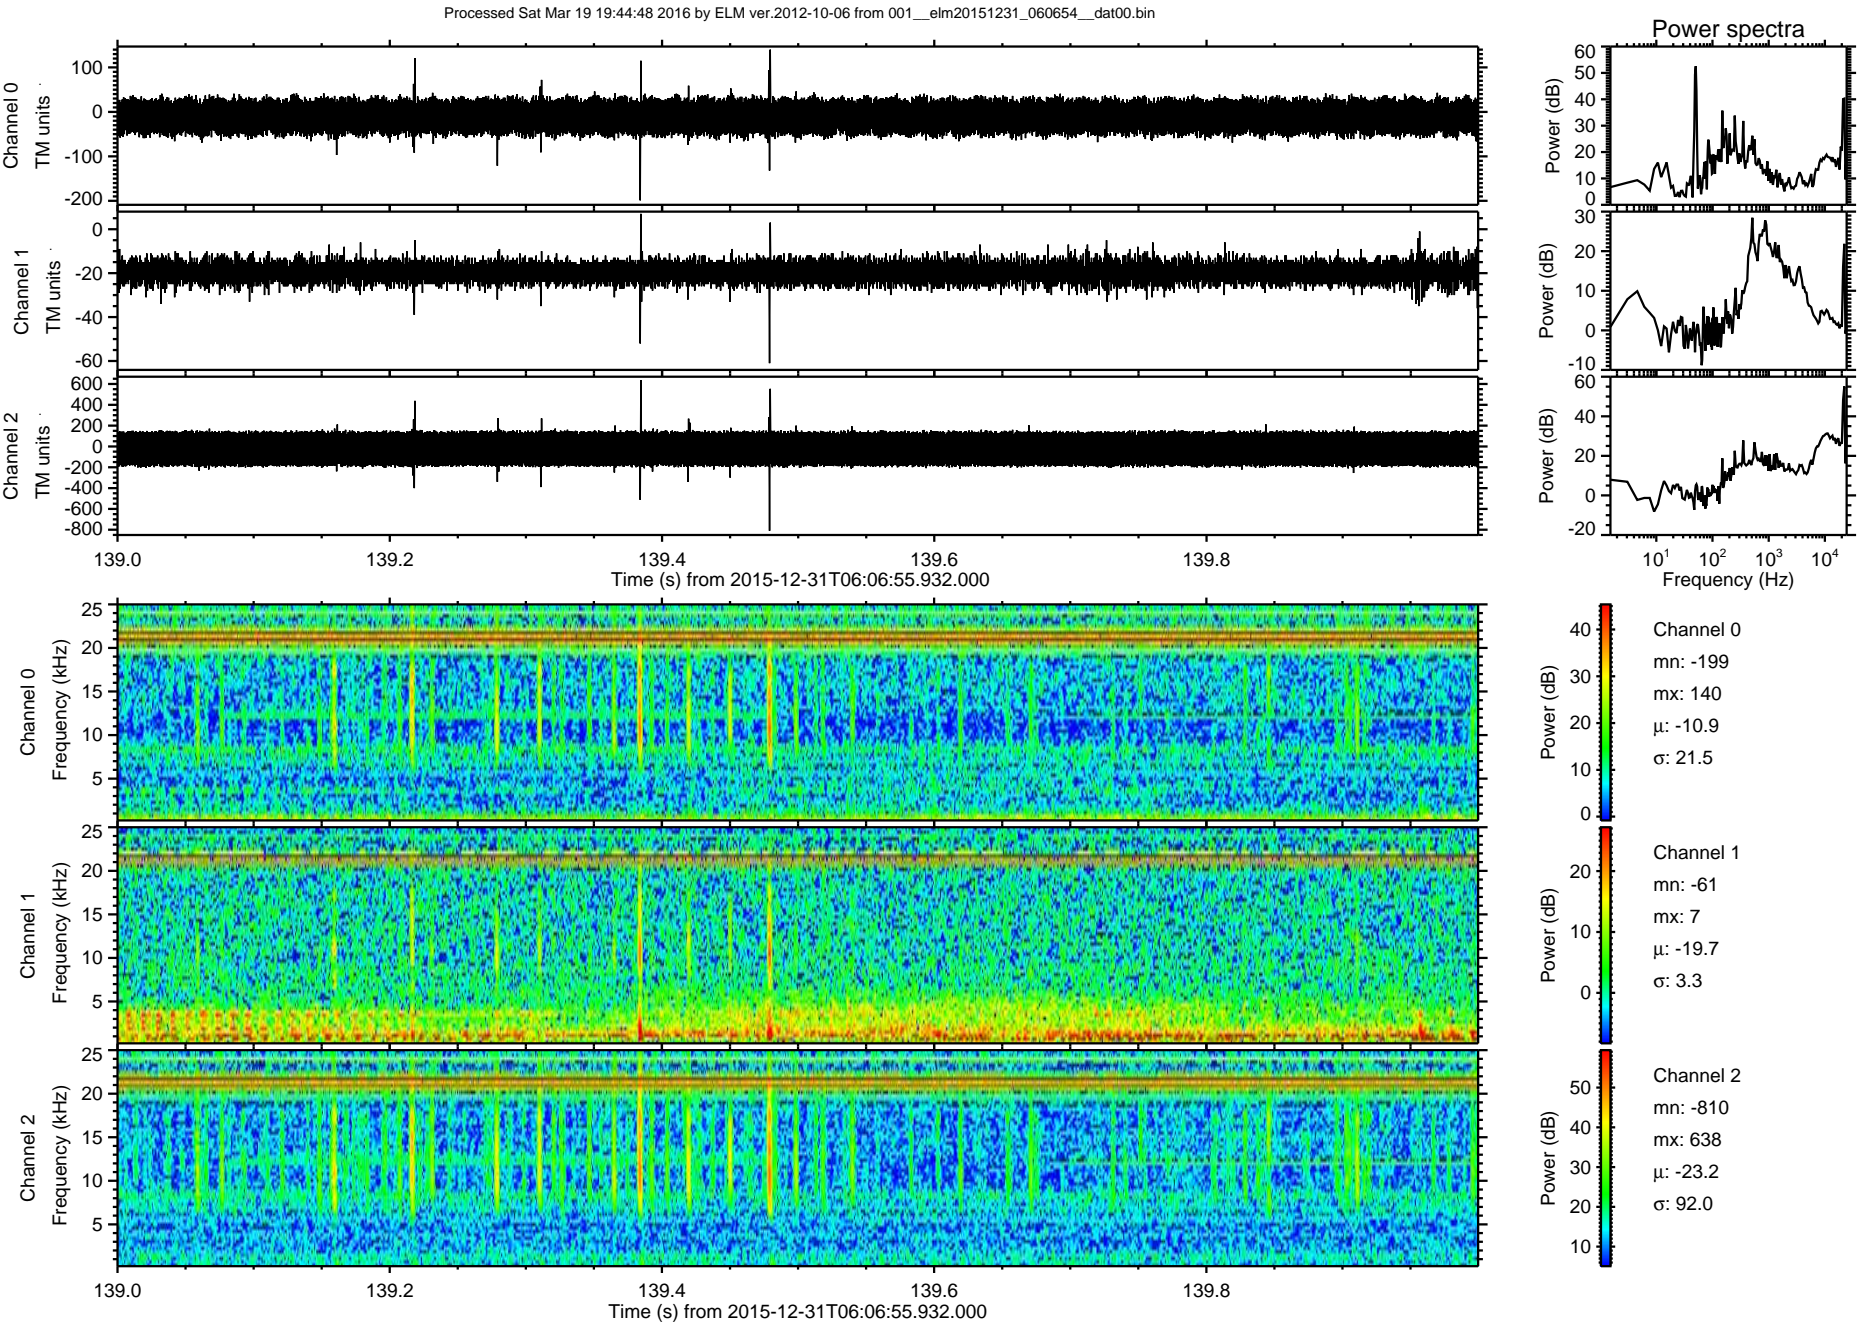 Processed Sat Mar 19 19:44:48 2016 by ELM ver.2012-10-06 from 001__elm20151231_060654__dat00.bin
Power spectra
Channel 0
TM units
100
0
-100
-200
Power (dB)
60
50
40
30
20
10
0
Channel 1
TM units
0
-20
-40
-60
Power (dB)
30
20
10
0
-10
Channel 2
TM units
600
400
200
0
-200
-400
-600
-800
Power (dB)
60
40
20
0
-20
139.0 139.2 139.4 139.6 139.8
Time (s) from 2015-12-31T06:06:55.932.000
10^1 10^2 10^3 10^4
Frequency (Hz)
Channel 0
Frequency (kHz)
25
20
15
10
5
Power (dB)
40
30
20
10
0
Channel 0
mn: -199
mx: 140
μ: -10.9
σ: 21.5
Channel 1
Frequency (kHz)
25
20
15
10
5
Power (dB)
20
10
0
Channel 1
mn: -61
mx: 7
μ: -19.7
σ: 3.3
Channel 2
Frequency (kHz)
25
20
15
10
5
Power (dB)
50
40
30
20
10
Channel 2
mn: -810
mx: 638
μ: -23.2
σ: 92.0
139.0 139.2 139.4 139.6 139.8
Time (s) from 2015-12-31T06:06:55.932.000